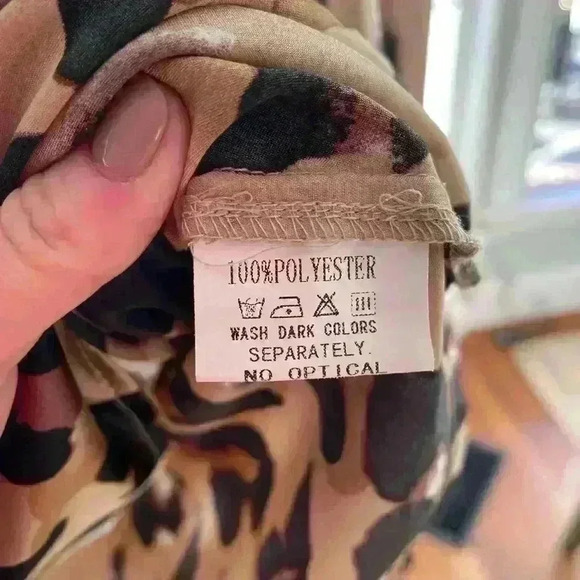 100%POLYESTER
WASH DARK COLORS
SEPARATELY.
NO OPTICAL